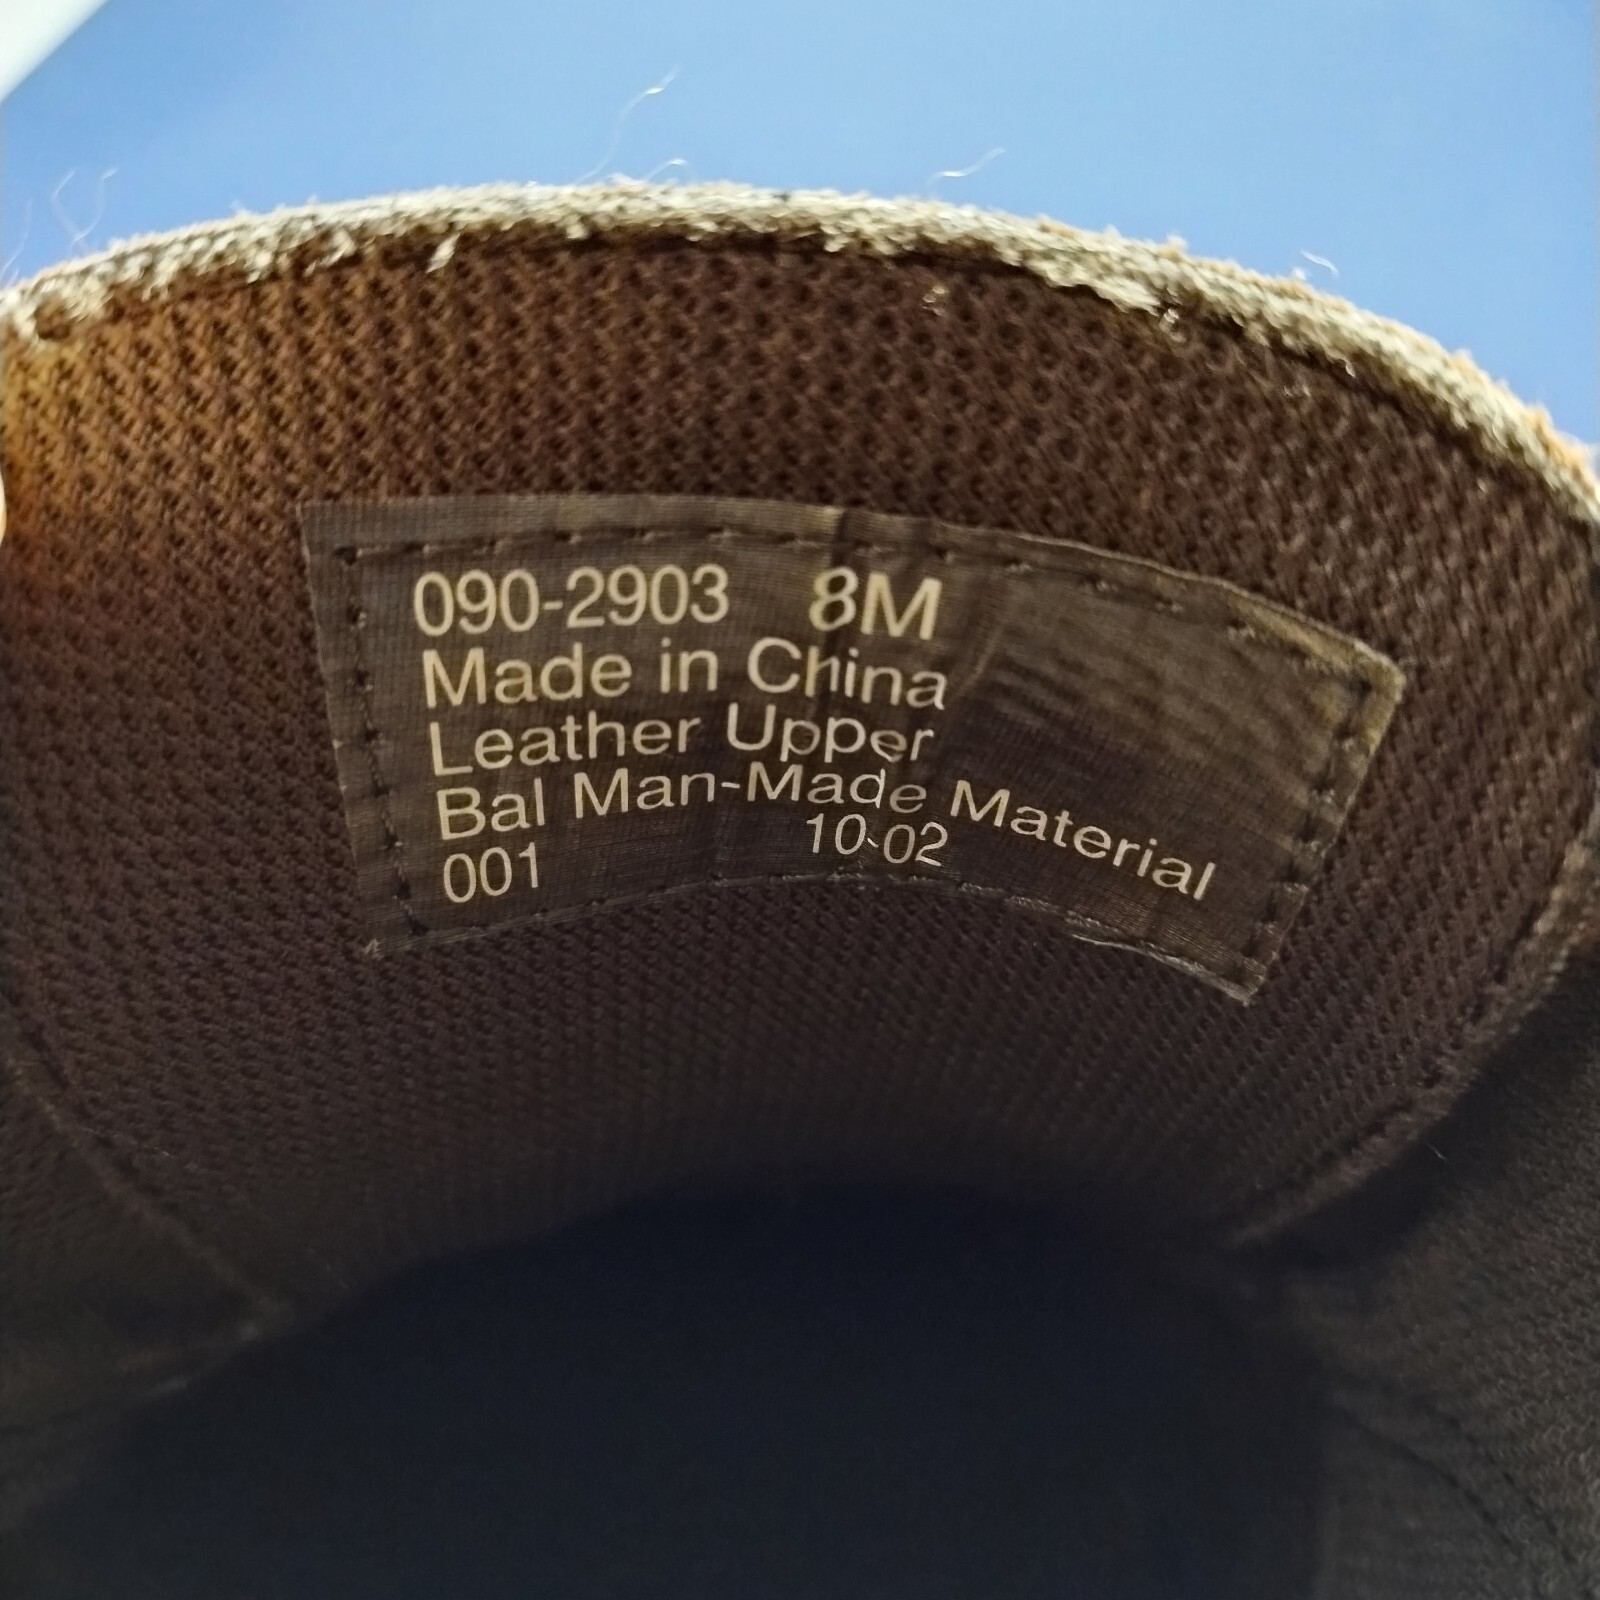 090-2903 8M
Made in China
Leather Upper
Bal Man-Made Material
001 10-02